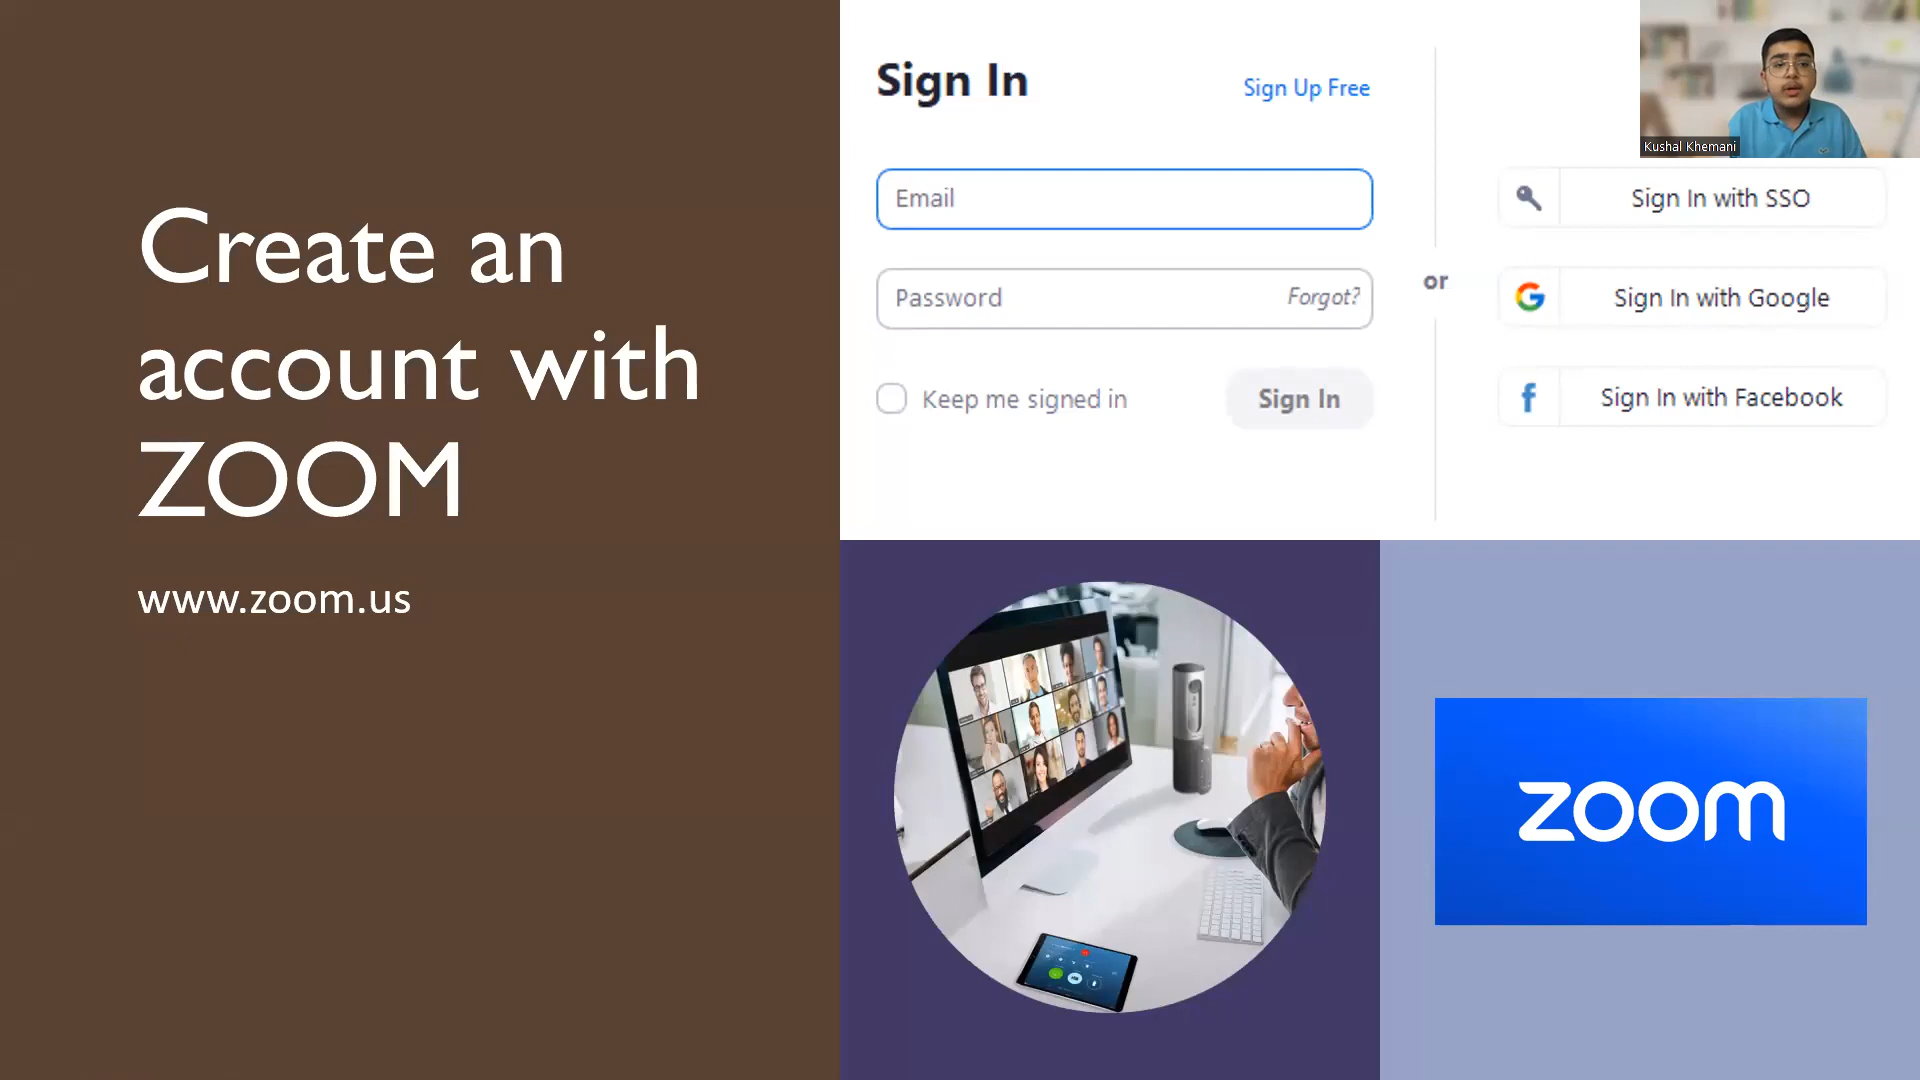 Create an
account with
ZOOM
www.zoom.us
Sign In
Sign Up Free
Email
Password
Forgot?
Keep me signed in
Sign In
or
Sign In with SSO
Sign In with Google
Sign In with Facebook
Kushal Khemani
zoom